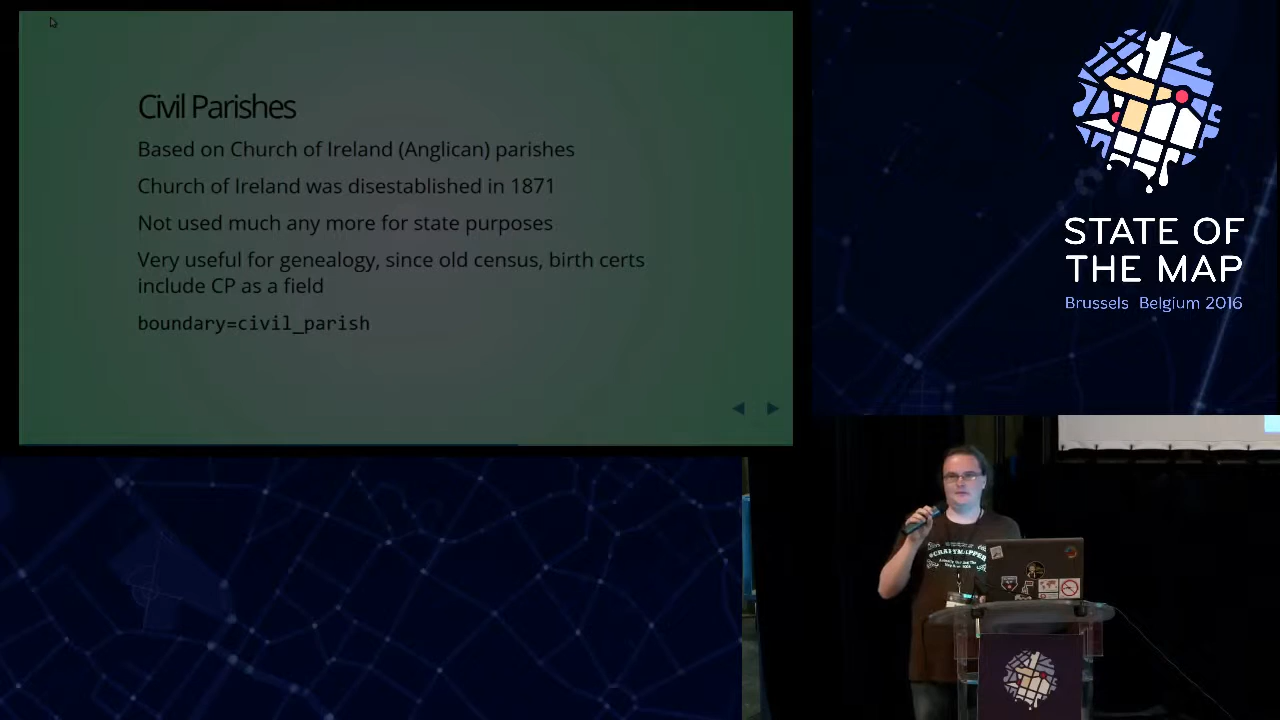 Civil Parishes
Based on Church of Ireland (Anglican) parishes
Church of Ireland was disestablished in 1871
Not used much any more for state purposes
Very useful for genealogy, since old census, birth certs
include CP as a field
boundary=civil_parish
STATE OF
THE MAP
Brussels Belgium 2016